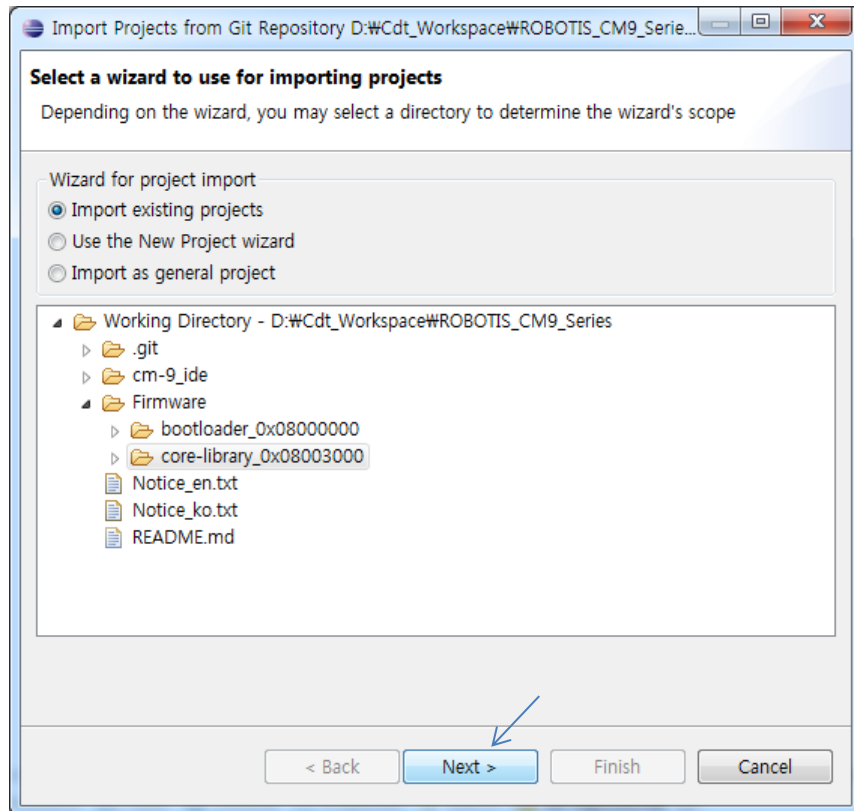 Import Projects from Git Repository D:₩Cdt_Workspace₩ROBOTIS_CM9_Serie...
Select a wizard to use for importing projects
Depending on the wizard, you may select a directory to determine the wizard's scope
Wizard for project import
Import existing projects
Use the New Project wizard
Import as general project
Working Directory - D:₩Cdt_Workspace₩ROBOTIS_CM9_Series
.git
cm-9_ide
Firmware
bootloader_0x08000000
core-library_0x08003000
Notice_en.txt
Notice_ko.txt
README.md
< Back
Next >
Finish
Cancel